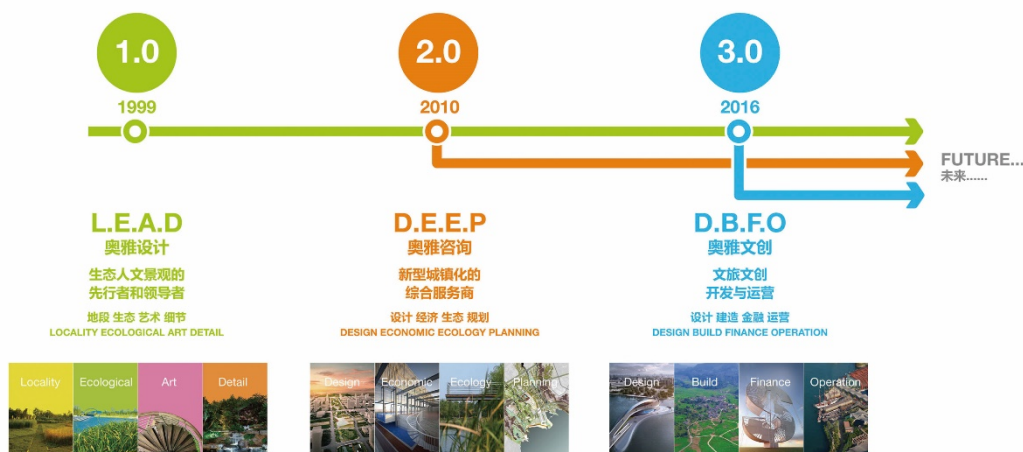 1.0
1999
2.0
2010
3.0
2016
FUTURE...
未来......
L.E.A.D
奥雅设计
生态人文景观的
先行者和领导者
地段 生态 艺术 细节
LOCALITY ECOLOGICAL ART DETAIL
Locality
Ecological
Art
Detail
D.E.E.P
奥雅咨询
新型城镇化的
综合服务商
设计 经济 生态 规划
DESIGN ECONOMIC ECOLOGY PLANNING
Design
Economic
Ecology
Planning
D.B.F.O
奥雅文创
文旅文创
开发与运营
设计 建造 金融 运营
DESIGN BUILD FINANCE OPERATION
Design
Build
Finance
Operation